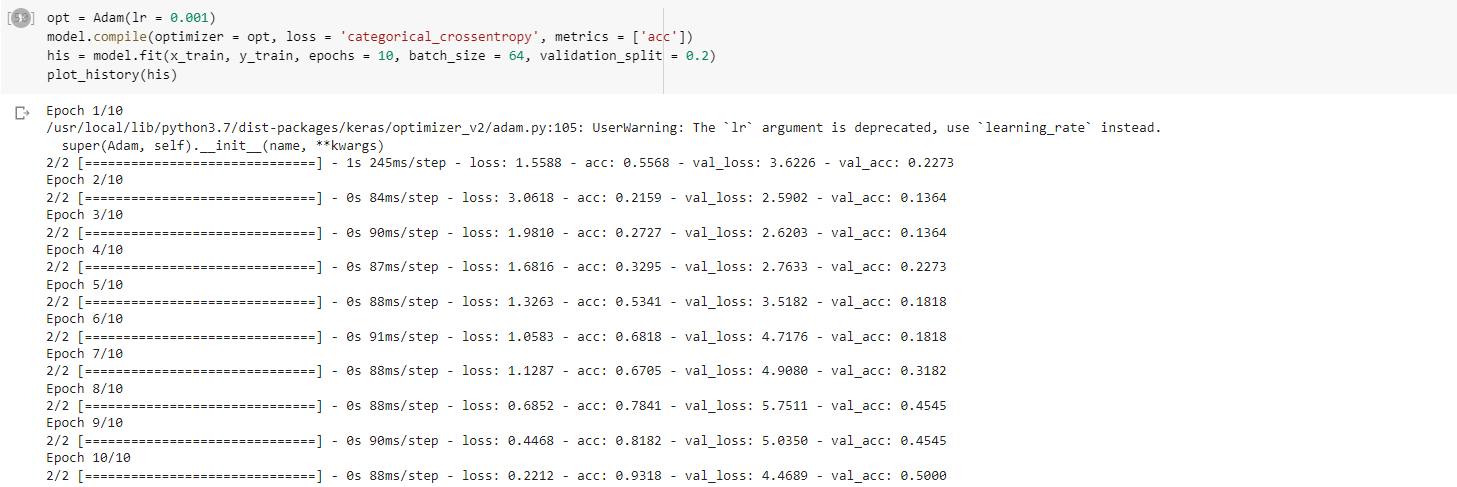 [53] opt = Adam(lr = 0.001)
model.compile(optimizer = opt, loss = 'categorical_crossentropy', metrics = ['acc'])
his = model.fit(x_train, y_train, epochs = 10, batch_size = 64, validation_split = 0.2)
plot_history(his)
Epoch 1/10
/usr/local/lib/python3.7/dist-packages/keras/optimizer_v2/adam.py:105: UserWarning: The `lr` argument is deprecated, use `learning_rate` instead.
super(Adam, self).__init__(name, **kwargs)
2/2 [==============================] - 1s 245ms/step - loss: 1.5588 - acc: 0.5568 - val_loss: 3.6226 - val_acc: 0.2273
Epoch 2/10
2/2 [==============================] - 0s 84ms/step - loss: 3.0618 - acc: 0.2159 - val_loss: 2.5902 - val_acc: 0.1364
Epoch 3/10
2/2 [==============================] - 0s 90ms/step - loss: 1.9810 - acc: 0.2727 - val_loss: 2.6203 - val_acc: 0.1364
Epoch 4/10
2/2 [==============================] - 0s 87ms/step - loss: 1.6816 - acc: 0.3295 - val_loss: 2.7633 - val_acc: 0.2273
Epoch 5/10
2/2 [==============================] - 0s 88ms/step - loss: 1.3263 - acc: 0.5341 - val_loss: 3.5182 - val_acc: 0.1818
Epoch 6/10
2/2 [==============================] - 0s 91ms/step - loss: 1.0583 - acc: 0.6818 - val_loss: 4.7176 - val_acc: 0.1818
Epoch 7/10
2/2 [==============================] - 0s 88ms/step - loss: 1.1287 - acc: 0.6705 - val_loss: 4.9080 - val_acc: 0.3182
Epoch 8/10
2/2 [==============================] - 0s 88ms/step - loss: 0.6852 - acc: 0.7841 - val_loss: 5.7511 - val_acc: 0.4545
Epoch 9/10
2/2 [==============================] - 0s 90ms/step - loss: 0.4468 - acc: 0.8182 - val_loss: 5.0350 - val_acc: 0.4545
Epoch 10/10
2/2 [==============================] - 0s 88ms/step - loss: 0.2212 - acc: 0.9318 - val_loss: 4.4689 - val_acc: 0.5000